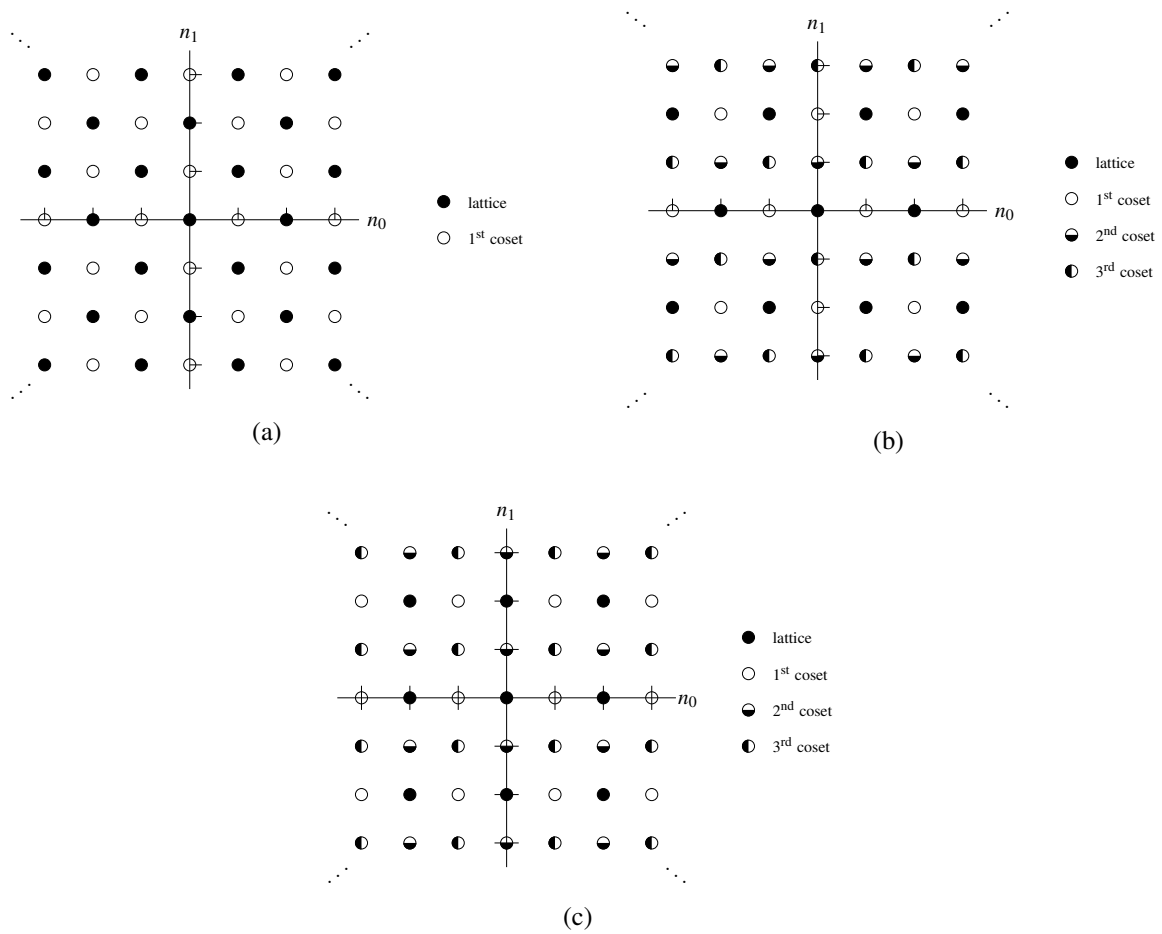 n₁
n₀
lattice
1ˢᵗ coset
(a)
n₁
n₀
lattice
1ˢᵗ coset
2ⁿᵈ coset
3ʳᵈ coset
(b)
n₁
n₀
lattice
1ˢᵗ coset
2ⁿᵈ coset
3ʳᵈ coset
(c)